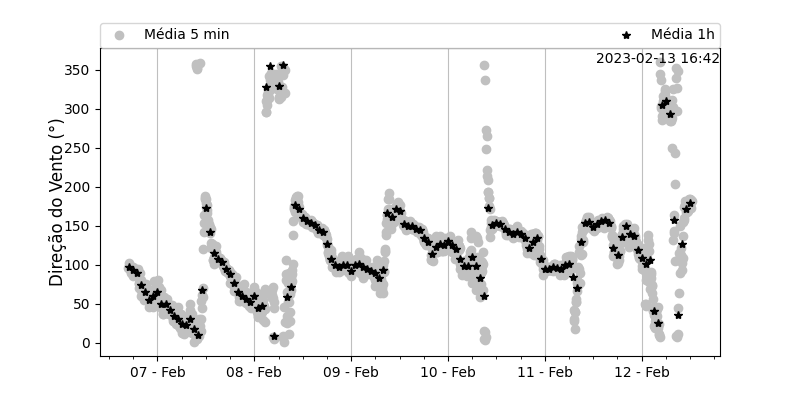 Média 5 min
Média 1h
2023-02-13 16:42
Direção do Vento (°)
350
300
250
200
150
100
50
0
07 - Feb
08 - Feb
09 - Feb
10 - Feb
11 - Feb
12 - Feb